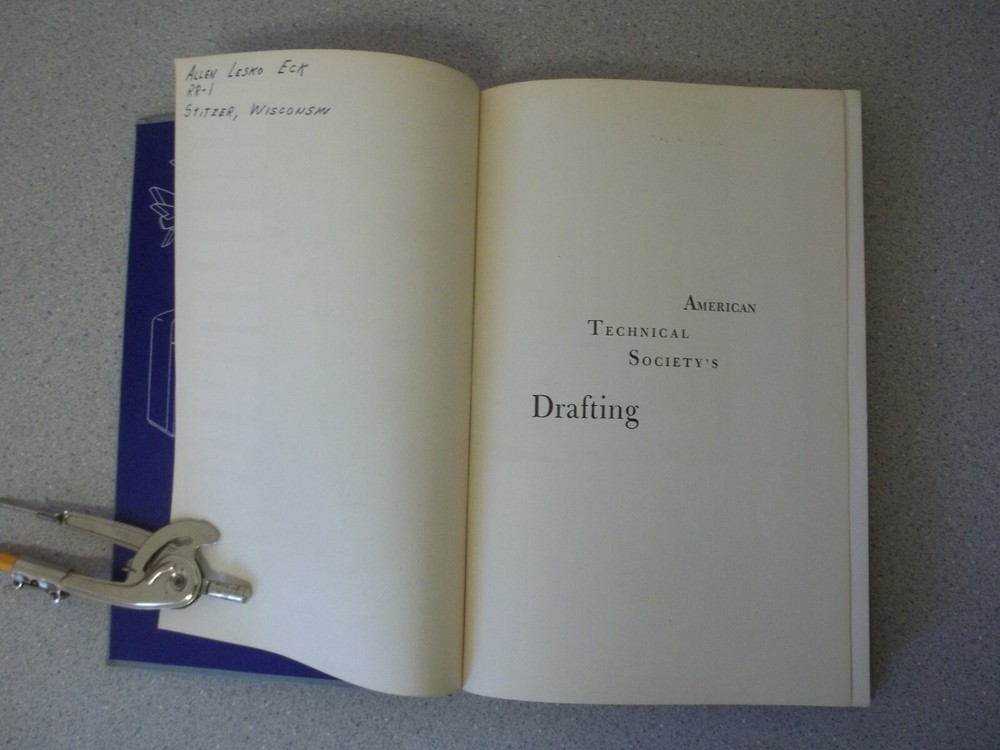 Allen Lesko Eck
RR-1
Stitzer, Wisconsin
American
Technical
Society's
Drafting